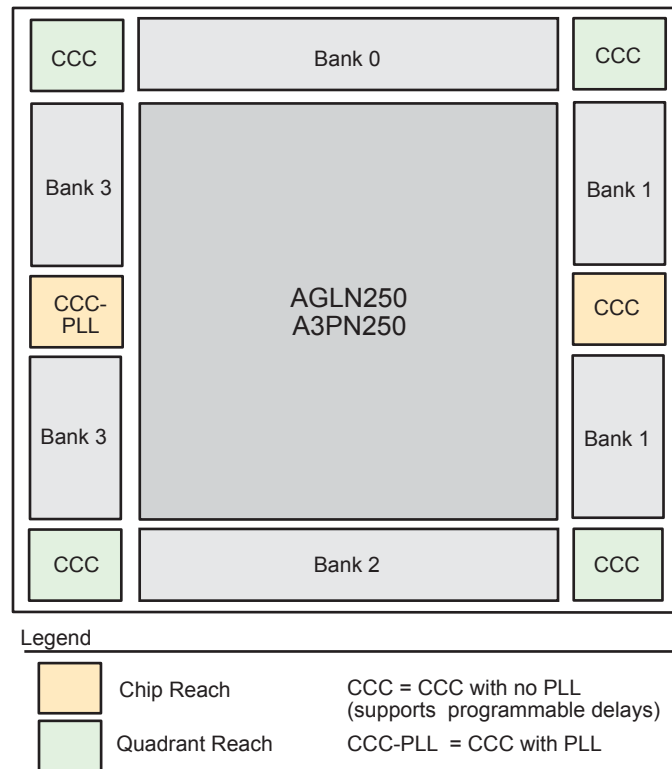 CCC
Bank 0
CCC
Bank 3
Bank 1
CCC-
PLL
AGLN250
A3PN250
CCC
Bank 3
Bank 1
CCC
Bank 2
CCC
Legend
Chip Reach
CCC = CCC with no PLL
(supports programmable delays)
Quadrant Reach
CCC-PLL = CCC with PLL